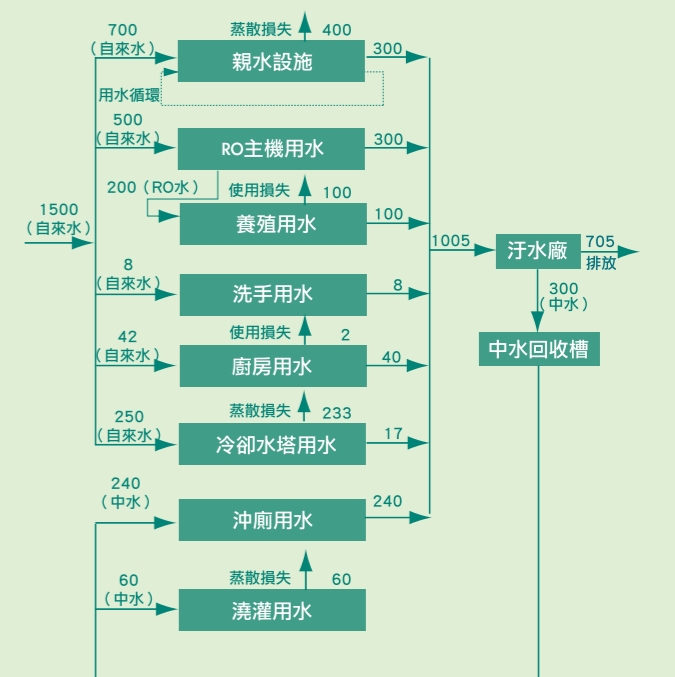 700
（自來水）
蒸散損失
400
親水設施
300
用水循環
500
（自來水）
RO主機用水
300
200（RO水）
使用損失
100
養殖用水
100
1500
（自來水）
1005
汙水廠
705
排放
8
（自來水）
洗手用水
8
300
（中水）
42
（自來水）
使用損失
2
廚房用水
40
中水回收槽
250
（自來水）
蒸散損失
233
冷卻水塔用水
17
240
（中水）
沖廁用水
240
60
（中水）
蒸散損失
60
澆灌用水